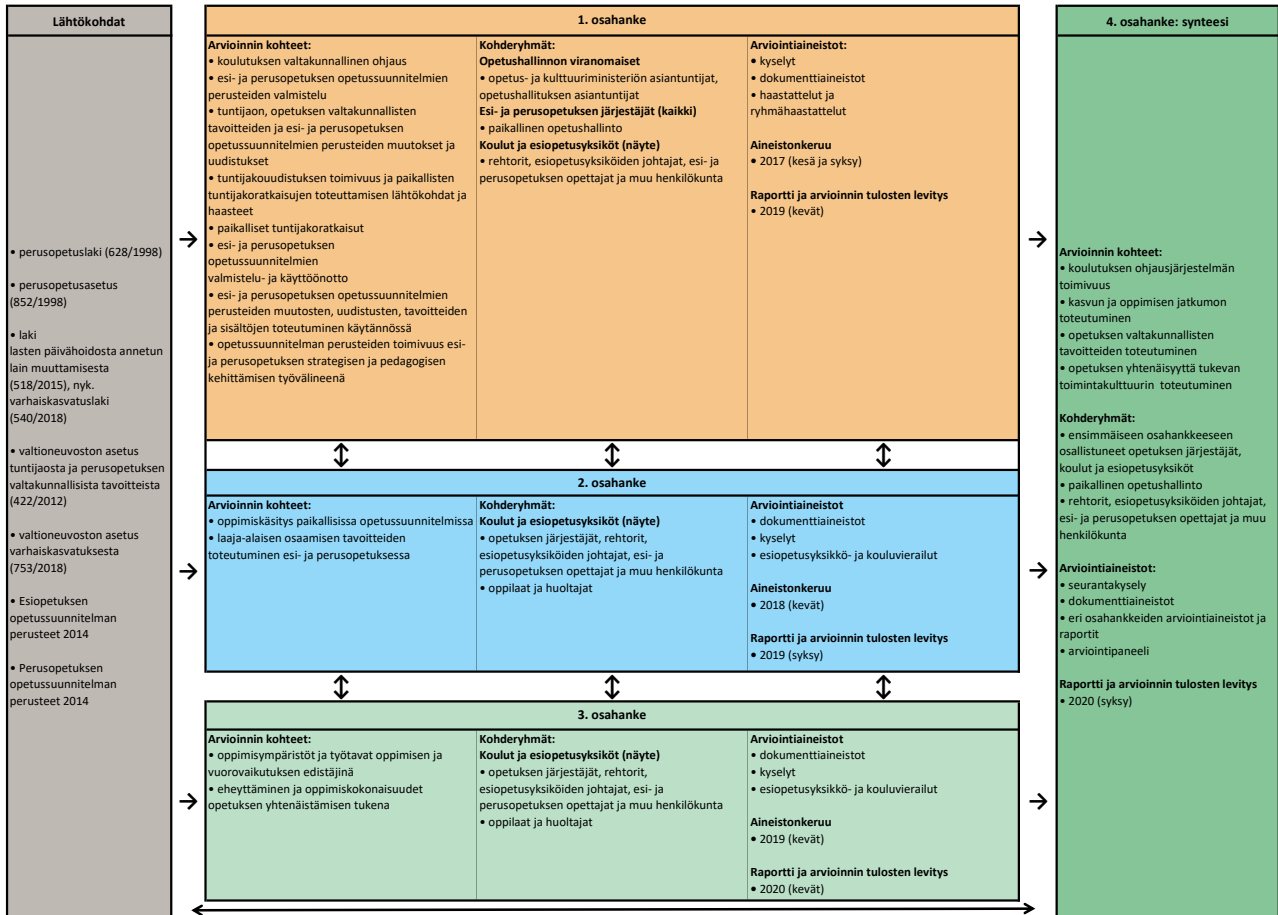 Lähtökohdat
• perusopetuslaki (628/1998)
• perusopetusasetus
(852/1998)
• laki
lasten päivähoidosta annetun
lain muuttamisesta
(518/2015), nyk.
varhaiskasvatuslaki
(540/2018)
• valtioneuvoston asetus
tuntijaosta ja perusopetuksen
valtakunnallisista tavoitteista
(422/2012)
• valtioneuvoston asetus
varhaiskasvatuksesta
(753/2018)
• Esiopetuksen
opetussuunnitelman
perusteet 2014
• Perusopetuksen
opetussuunnitelman
perusteet 2014
1. osahanke
Arvioinnin kohteet:
• koulutuksen valtakunnallinen ohjaus
• esi- ja perusopetuksen opetussuunnitelmien
perusteiden valmistelu
• tuntijaon, opetuksen valtakunnallisten
tavoitteiden ja esi- ja perusopetuksen
opetussuunnitelmien perusteiden muutokset ja
uudistukset
• tuntijakouudistuksen toimivuus ja paikallisten
tuntijakoratkaisujen toteuttamisen lähtökohdat ja
haasteet
• paikalliset tuntijakoratkaisut
• esi- ja perusopetuksen
opetussuunnitelmien
valmistelu- ja käyttöönotto
• esi- ja perusopetuksen opetussuunnitelmien
perusteiden muutosten, uudistusten, tavoitteiden
ja sisältöjen toteutuminen käytännössä
• opetussuunnitelman perusteiden toimivuus esi-
ja perusopetuksen strategisen ja pedagogisen
kehittämisen työvälineenä
Kohderyhmät:
Opetushallinnon viranomaiset
• opetus- ja kulttuuriministeriön asiantuntijat,
opetushallituksen asiantuntijat
Esi- ja perusopetuksen järjestäjät (kaikki)
• paikallinen opetushallinto
Koulut ja esiopetusyksiköt (näyte)
• rehtorit, esiopetusyksiköiden johtajat, esi- ja
perusopetuksen opettajat ja muu henkilökunta
Arviointiaineistot:
• kyselyt
• dokumenttiaineistot
• haastattelut ja
ryhmähaastattelut
Aineistonkeruu
• 2017 (kesä ja syksy)
Raportti ja arvioinnin tulosten levitys
• 2019 (kevät)
2. osahanke
Arvioinnin kohteet:
• oppimiskäsitys paikallisissa opetussuunnitelmissa
• laaja-alaisen osaamisen tavoitteiden
toteutuminen esi- ja perusopetuksessa
Kohderyhmät:
Koulut ja esiopetusyksiköt (näyte)
• opetuksen järjestäjät, rehtorit,
esiopetusyksiköiden johtajat, esi- ja
perusopetuksen opettajat ja muu henkilökunta
• oppilaat ja huoltajat
Arviointiaineistot
• dokumenttiaineistot
• kyselyt
• esiopetusyksikkö- ja kouluvierailut
Aineistonkeruu
• 2018 (kevät)
Raportti ja arvioinnin tulosten levitys
• 2019 (syksy)
3. osahanke
Arvioinnin kohteet:
• oppimisympäristöt ja työtavat oppimisen ja
vuorovaikutuksen edistäjinä
• eheyttäminen ja oppimiskokonaisuudet
opetuksen yhtenäistämisen tukena
Kohderyhmät:
Koulut ja esiopetusyksiköt (näyte)
• opetuksen järjestäjät, rehtorit,
esiopetusyksiköiden johtajat, esi- ja
perusopetuksen opettajat ja muu henkilökunta
• oppilaat ja huoltajat
Arviointiaineistot
• dokumenttiaineistot
• kyselyt
• esiopetusyksikkö- ja kouluvierailut
Aineistonkeruu
• 2019 (kevät)
Raportti ja arvioinnin tulosten levitys
• 2020 (kevät)
4. osahanke: synteesi
Arvioinnin kohteet:
• koulutuksen ohjausjärjestelmän
toimivuus
• kasvun ja oppimisen jatkumon
toteutuminen
• opetuksen valtakunnallisten
tavoitteiden toteutuminen
• opetuksen yhtenäisyyttä tukevan
toimintakulttuurin toteutuminen
Kohderyhmät:
• ensimmäiseen osahankkeeseen
osallistuneet opetuksen järjestäjät,
koulut ja esiopetusyksiköt
• paikallinen opetushallinto
• rehtorit, esiopetusyksiköiden johtajat,
esi- ja perusopetuksen opettajat ja muu
henkilökunta
Arviointiaineistot:
• seurantakysely
• dokumenttiaineistot
• eri osahankkeiden arviointiaineistot ja
raportit
• arviointipaneeli
Raportti ja arvioinnin tulosten levitys
• 2020 (syksy)